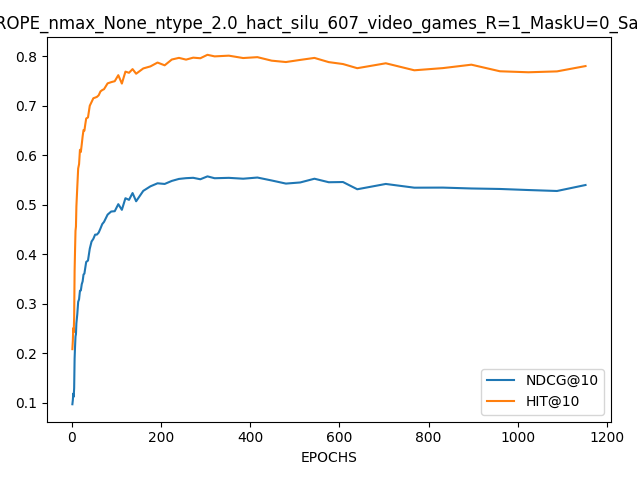 ROPE_nmax_None_ntype_2.0_hact_silu_607_video_games_R=1_MaskU=0_Sa
0.8
0.7
0.6
0.5
0.4
0.3
0.2
0.1
NDCG@10
HIT@10
0 200 400 600 800 1000 1200
EPOCHS